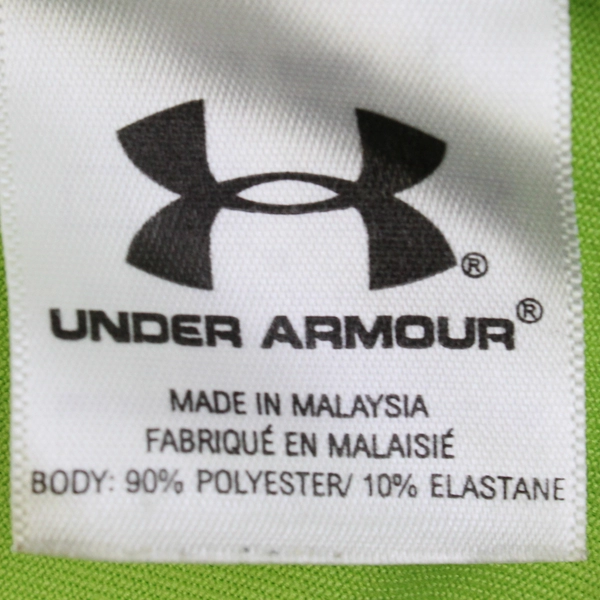 ®
UNDER ARMOUR®
MADE IN MALAYSIA
FABRIQUÉ EN MALAISIÉ
BODY: 90% POLYESTER/ 10% ELASTANE